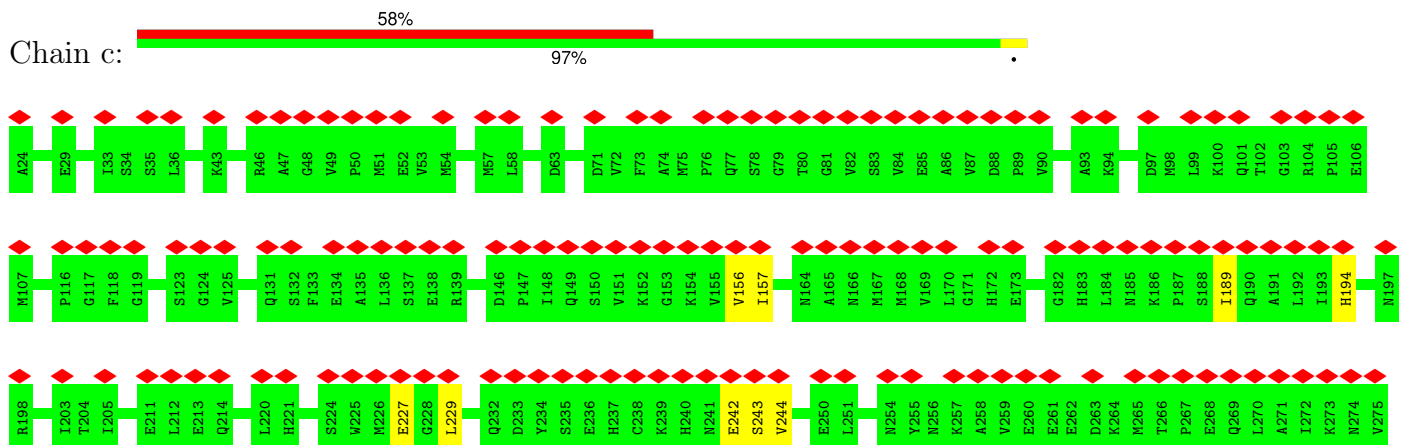 58%
Chain c:
97%
.
A24 E29 I33 S34 S35 L36 K43 R46 A47 G48 V49 P50 M51 E52 V53 M54 M57 L58 D63 D71 V72 F73 A74 M75 P76 Q77 S78 G79 T80 G81 V82 S83 V84 E85 A86 V87 D88 P89 V90 A93 K94 D97 M98 L99 K100 Q101 T102 G103 R104 P105 E106
M107 P116 G117 F118 G119 S123 G124 V125 Q131 S132 F133 E134 A135 L136 S137 E138 R139 D146 P147 I148 Q149 S150 V151 K152 G153 K154 V155 V156 I157 N164 A165 N166 M167 M168 V169 L170 G171 H172 E173 G182 H183 L184 N185 K186 P187 S188 I189 Q190 A191 L192 I193 H194 N197
R198 I203 T204 I205 E211 L212 E213 Q214 L220 H221 S224 W225 M226 E227 G228 L229 Q232 D233 Y234 S235 E236 H237 C238 K239 H240 N241 E242 S243 V244 E250 L251 N254 Y255 N256 K257 A258 V259 E260 E261 E262 D263 K264 M265 T266 P267 E268 Q269 L270 A271 I272 K273 N274 V275